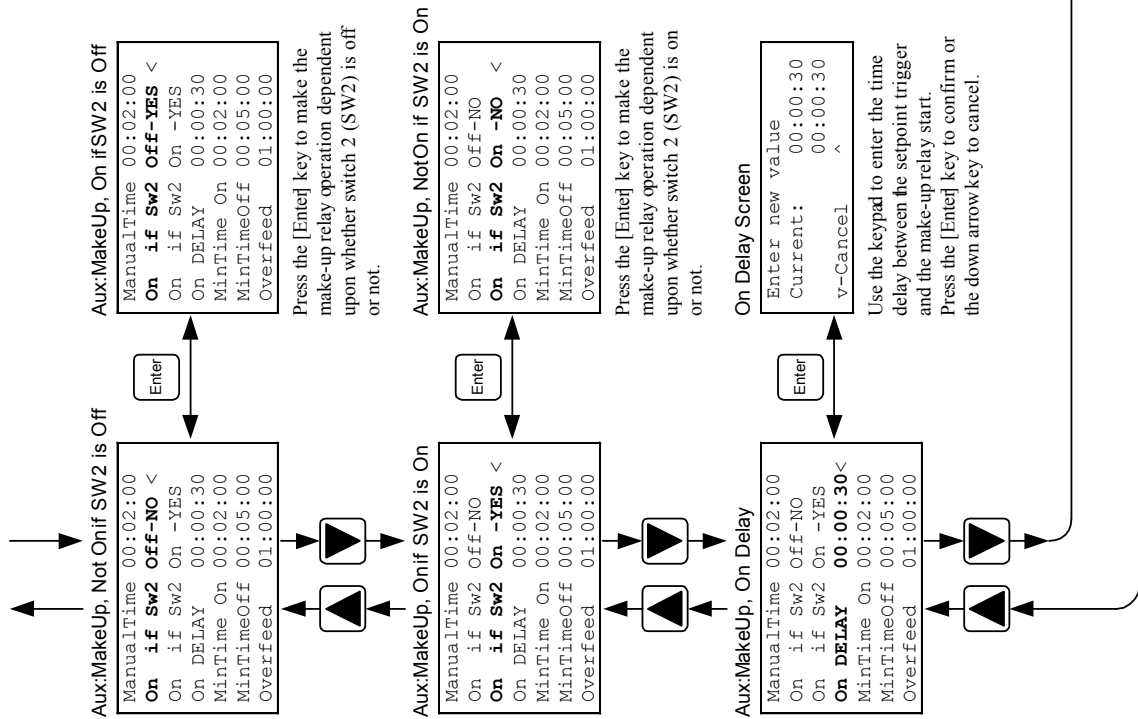 Aux:MakeUp, Not Onif SW2 is Off
ManualTime 00:02:00
On if Sw2 Off-NO <
On if Sw2 On -YES
On DELAY 00:00:30
MinTime On 00:02:00
MinTimeOff 00:05:00
Overfeed 01:00:00
Enter
Aux:MakeUp, On ifSW2 is Off
ManualTime 00:02:00
On if Sw2 Off-YES <
On if Sw2 On -YES
On DELAY 00:00:30
MinTime On 00:02:00
MinTimeOff 00:05:00
Overfeed 01:00:00
Press the [Enter] key to make the
make-up relay operation dependent
upon whether switch 2 (SW2) is off
or not.
Aux:MakeUp, Onif SW2 is On
ManualTime 00:02:00
On if Sw2 Off-NO
On if Sw2 On -YES <
On DELAY 00:00:30
MinTime On 00:02:00
MinTimeOff 00:05:00
Overfeed 01:00:00
Enter
Aux:MakeUp, NotOn if SW2 is On
ManualTime 00:02:00
On if Sw2 Off-NO
On if Sw2 On -NO <
On DELAY 00:00:30
MinTime On 00:02:00
MinTimeOff 00:05:00
Overfeed 01:00:00
Press the [Enter] key to make the
make-up relay operation dependent
upon whether switch 2 (SW2) is on
or not.
Aux:MakeUp, On Delay
ManualTime 00:02:00
On if Sw2 Off-NO
On if Sw2 On -YES
On DELAY 00:00:30<
MinTime On 00:02:00
MinTimeOff 00:05:00
Overfeed 01:00:00
Enter
On Delay Screen
Enter new value
Current: 00:00:30
00:00:30
v-Cancel ^
Use the keypad to enter the time
delay between the setpoint trigger
and the make-up relay start.
Press the [Enter] key to confirm or
the down arrow key to cancel.